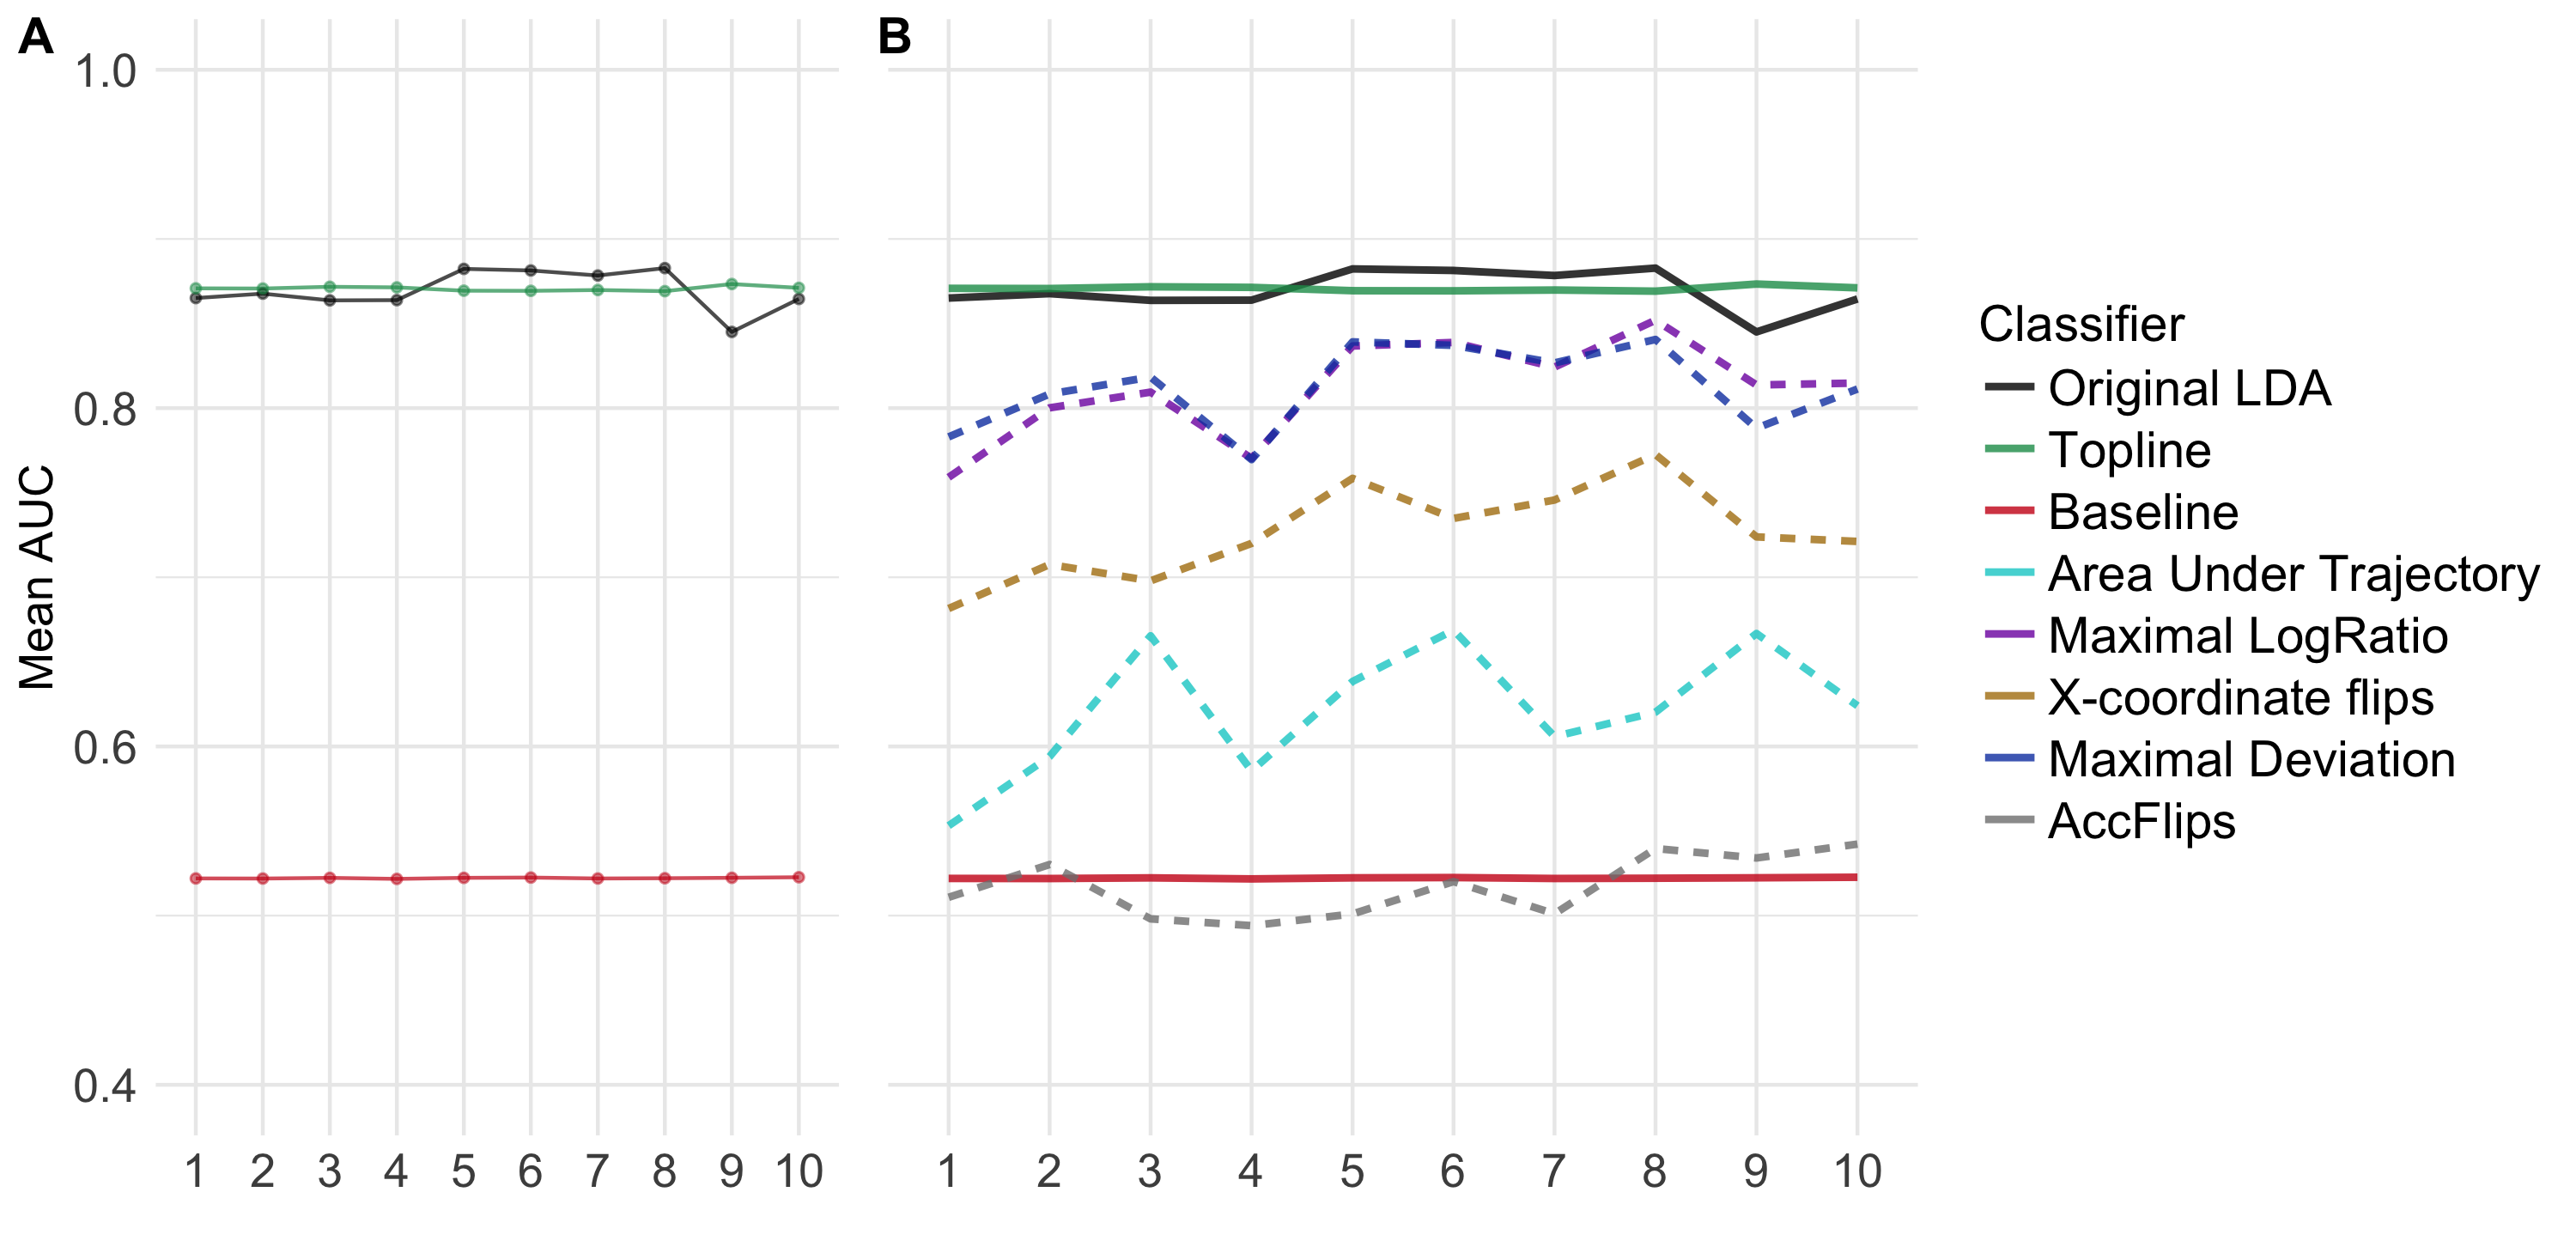 A
B
1.0
0.8
0.6
0.4
Mean AUC
1 2 3 4 5 6 7 8 9 10
1 2 3 4 5 6 7 8 9 10
Classifier
Original LDA
Topline
Baseline
Area Under Trajectory
Maximal LogRatio
X-coordinate flips
Maximal Deviation
AccFlips